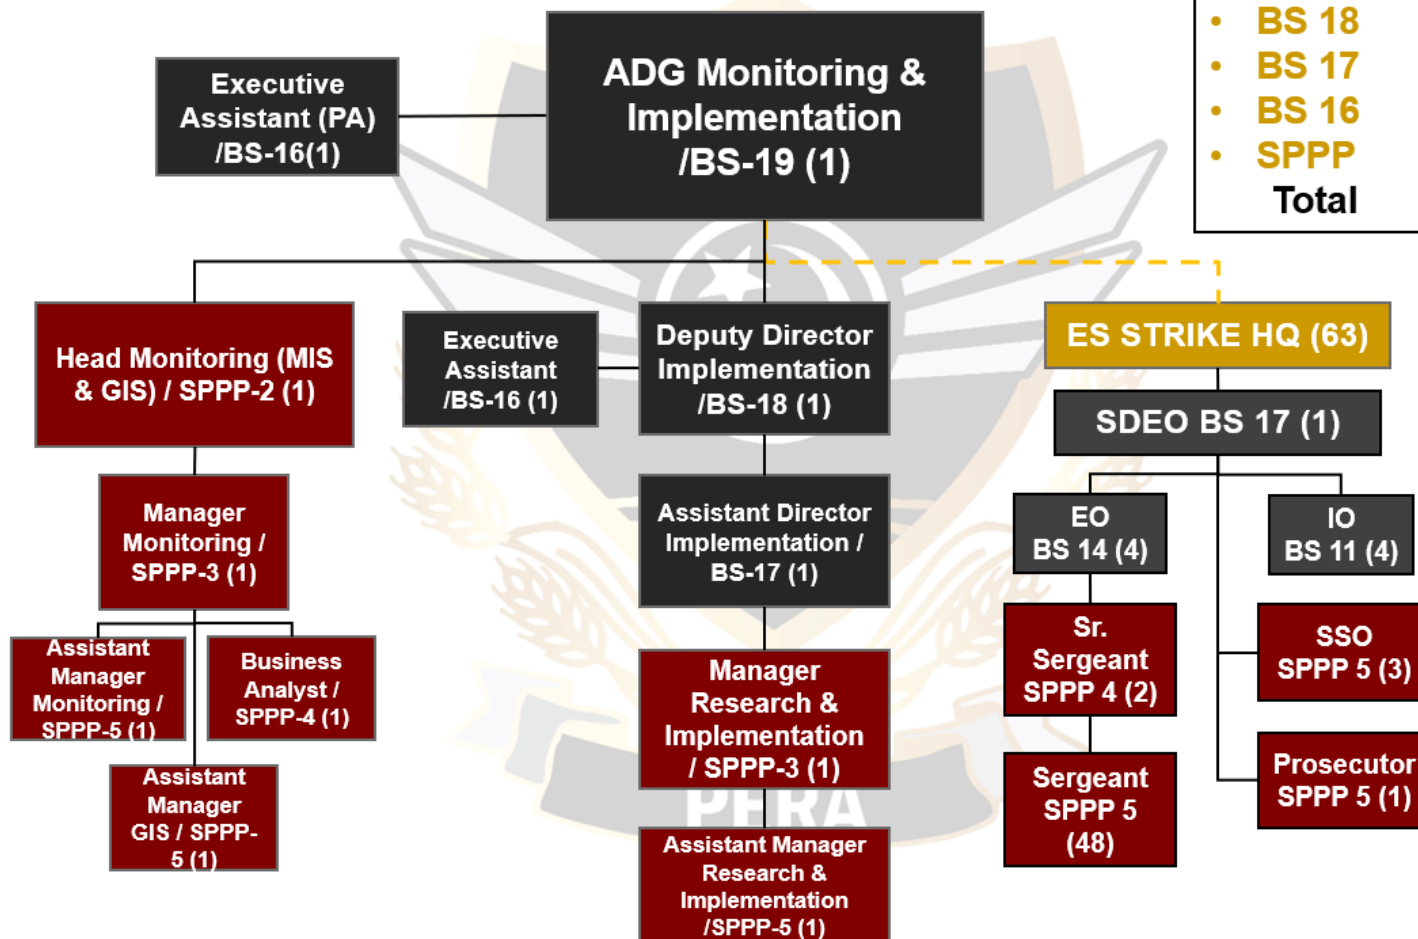 • BS 18
• BS 17
• BS 16
• SPPP
Total
Executive
Assistant (PA)
/BS-16(1)
ADG Monitoring &
Implementation
/BS-19 (1)
Head Monitoring (MIS
& GIS) / SPPP-2 (1)
Executive
Assistant
/BS-16 (1)
Deputy Director
Implementation
/BS-18 (1)
ES STRIKE HQ (63)
SDEO BS 17 (1)
Manager
Monitoring /
SPPP-3 (1)
Assistant Director
Implementation /
BS-17 (1)
EO
BS 14 (4)
IO
BS 11 (4)
Assistant
Manager
Monitoring /
SPPP-5 (1)
Business
Analyst /
SPPP-4 (1)
Assistant
Manager
GIS / SPPP-
5 (1)
Manager
Research &
Implementation
/ SPPP-3 (1)
Sr.
Sergeant
SPPP 4 (2)
SSO
SPPP 5 (3)
Sergeant
SPPP 5
(48)
Prosecutor
SPPP 5 (1)
PERA
Assistant Manager
Research &
Implementation
/SPPP-5 (1)